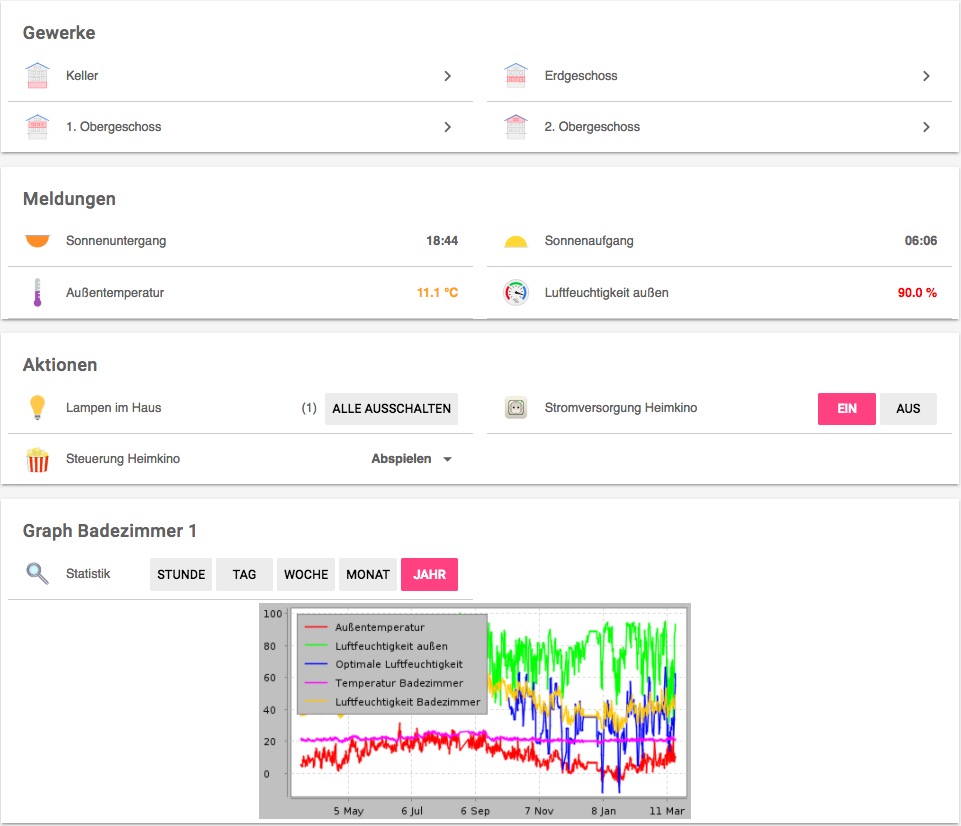 Gewerke
Keller
Erdgeschoss
1. Obergeschoss
2. Obergeschoss
Meldungen
Sonnenuntergang 18:44
Sonnenaufgang 06:06
Außentemperatur 11.1 °C
Luftfeuchtigkeit außen 90.0 %
Aktionen
Lampen im Haus (1) ALLE AUSSCHALTEN
Stromversorgung Heimkino EIN AUS
Steuerung Heimkino Abspielen
Graph Badezimmer 1
Statistik STUNDE TAG WOCHE MONAT JAHR
100
80
60
40
20
0
Außentemperatur
Luftfeuchtigkeit außen
Optimale Luftfeuchtigkeit
Temperatur Badezimmer
Luftfeuchtigkeit Badezimmer
5 May 6 Jul 6 Sep 7 Nov 8 Jan 11 Mar